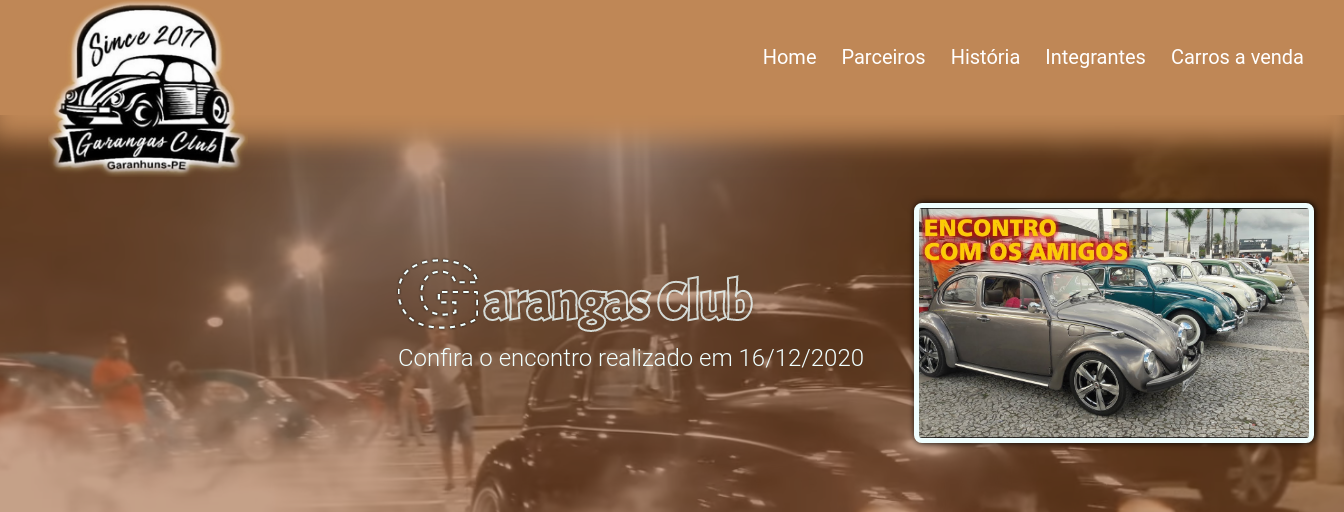 Since 2017
Garangas Club
Garanhuns-PE
Home Parceiros História Integrantes Carros a venda
ENCONTRO
COM OS AMIGOS
Garangas Club
Confira o encontro realizado em 16/12/2020